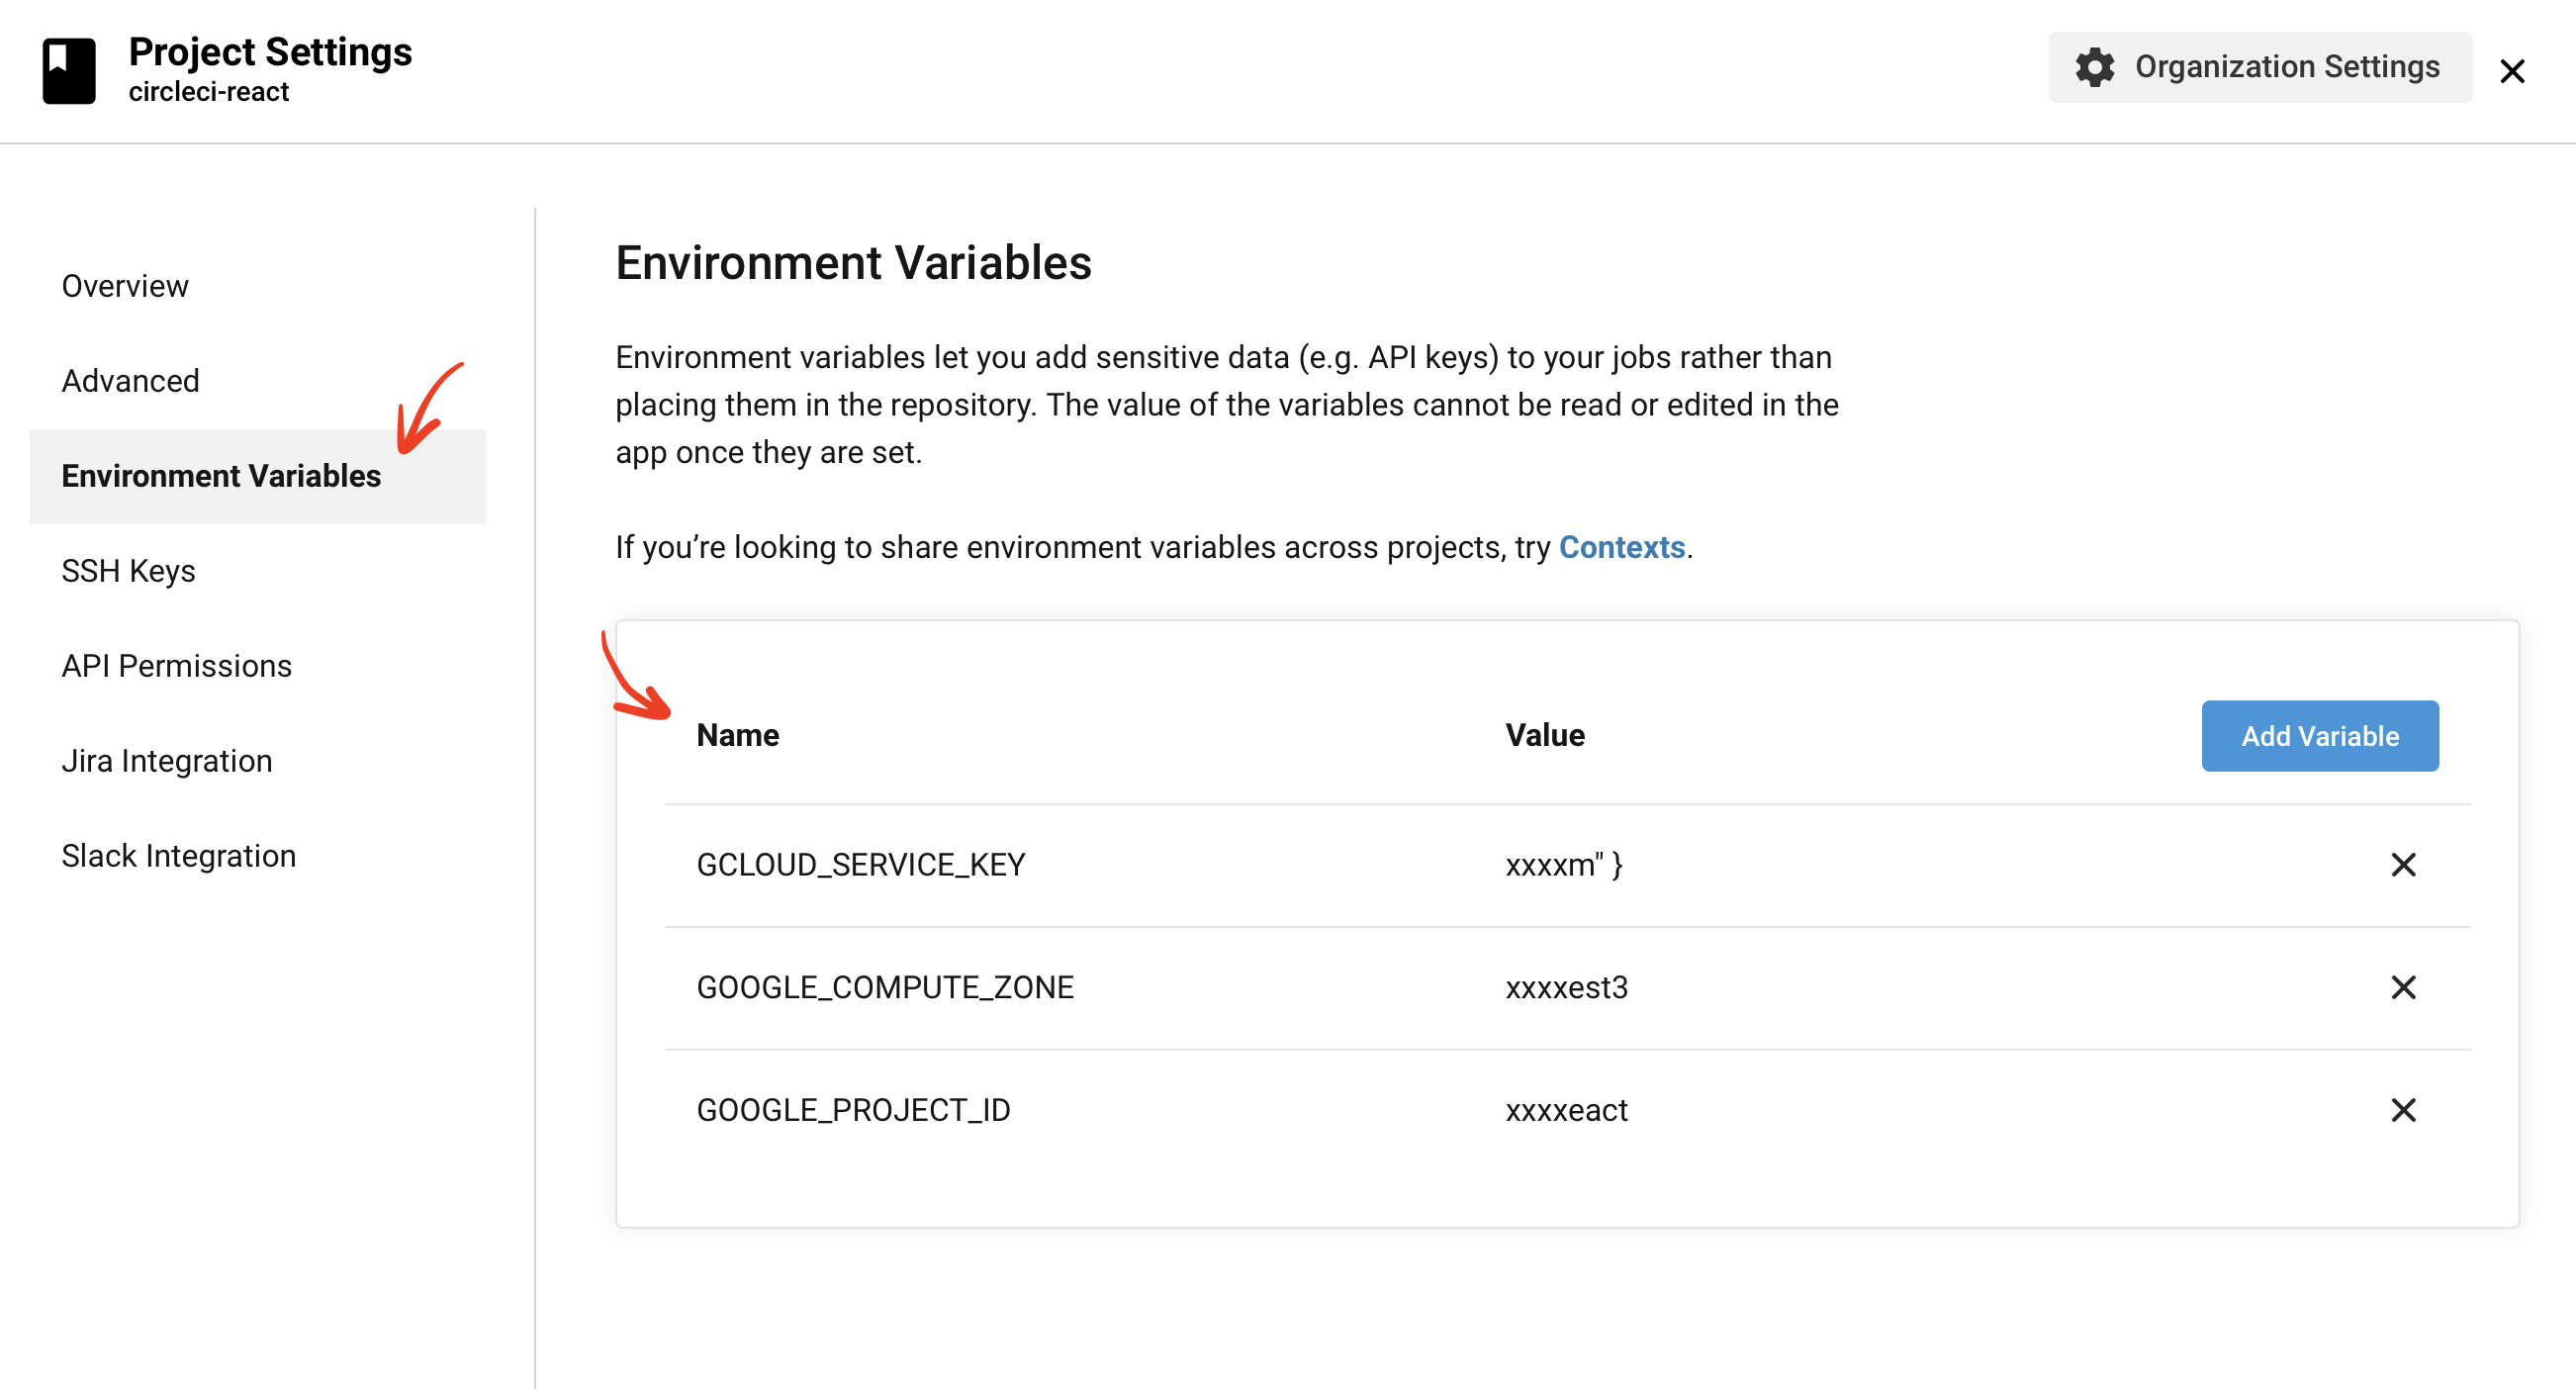 Project Settings
circleci-react
Organization Settings
Overview
Advanced
Environment Variables
SSH Keys
API Permissions
Jira Integration
Slack Integration
Environment Variables
Environment variables let you add sensitive data (e.g. API keys) to your jobs rather than
placing them in the repository. The value of the variables cannot be read or edited in the
app once they are set.
If you’re looking to share environment variables across projects, try Contexts.
Name Value Add Variable
GCLOUD_SERVICE_KEY xxxxm" }
GOOGLE_COMPUTE_ZONE xxxxest3
GOOGLE_PROJECT_ID xxxxeact